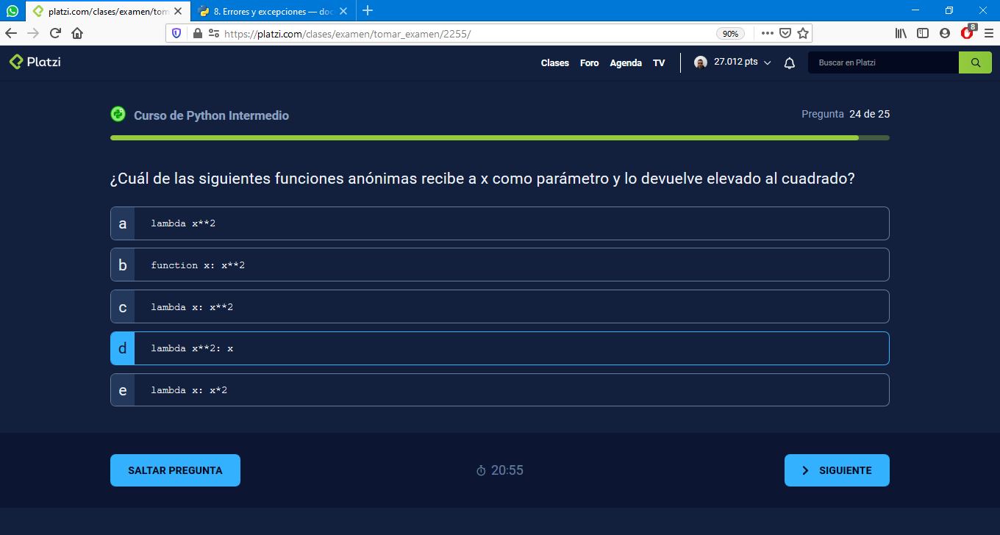 platzi.com/clases/examen/tom
8. Errores y excepciones — doc
https://platzi.com/clases/examen/tomar_examen/2255/
90%
8
Platzi
Clases
Foro
Agenda
TV
27.012 pts
Buscar en Platzi
Curso de Python Intermedio
Pregunta 24 de 25
¿Cuál de las siguientes funciones anónimas recibe a x como parámetro y lo devuelve elevado al cuadrado?
a lambda x**2
b function x: x**2
c lambda x: x**2
d lambda x**2: x
e lambda x: x*2
SALTAR PREGUNTA
20:55
SIGUIENTE